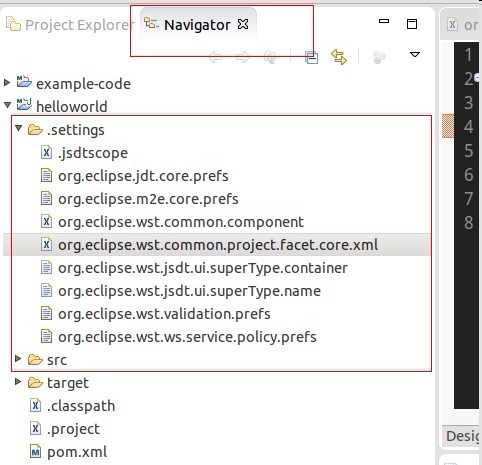 Project Explorer
Navigator
or
example-code
helloworld
.settings
.jsdtscope
org.eclipse.jdt.core.prefs
org.eclipse.m2e.core.prefs
org.eclipse.wst.common.component
org.eclipse.wst.common.project.facet.core.xml
org.eclipse.wst.jsdt.ui.superType.container
org.eclipse.wst.jsdt.ui.superType.name
org.eclipse.wst.validation.prefs
org.eclipse.wst.ws.service.policy.prefs
src
target
.classpath
.project
pom.xml
1
2
3
4
5
6
7
8
Desig